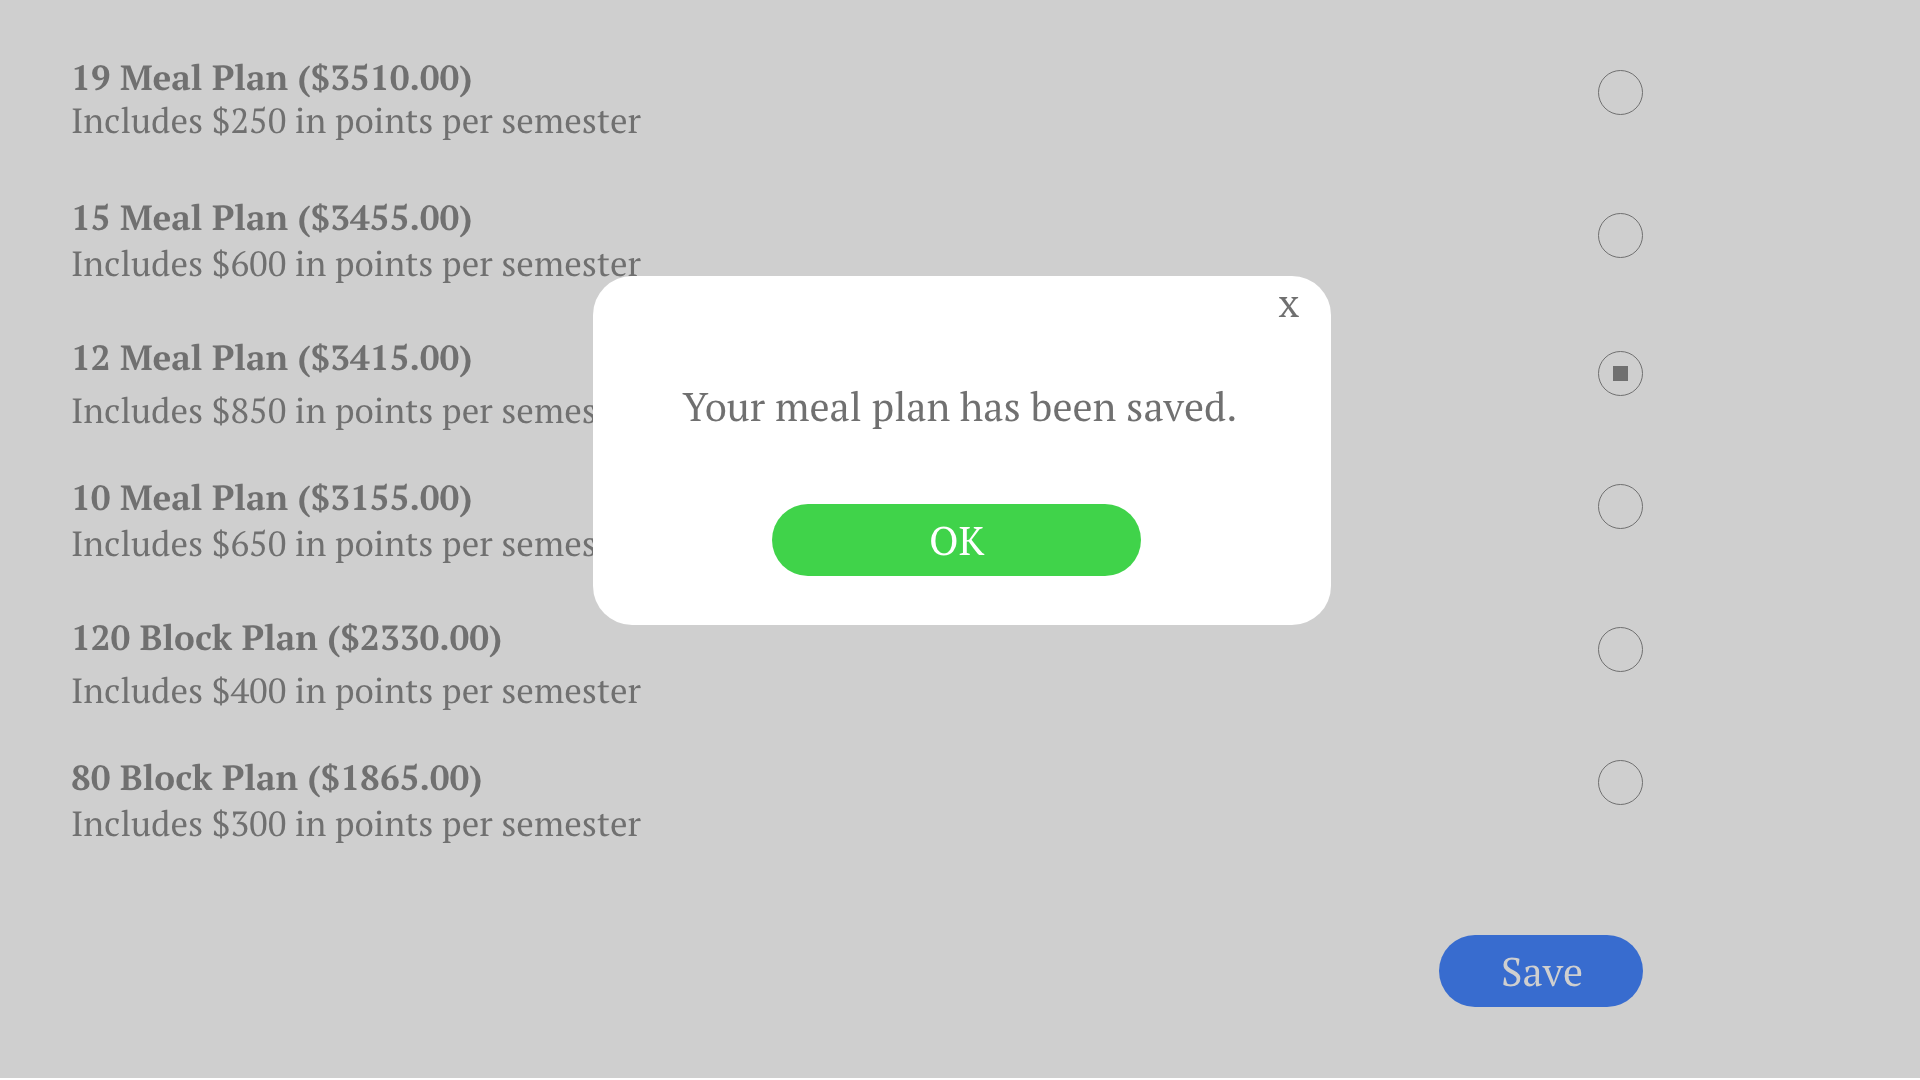 19 Meal Plan ($3510.00)
Includes $250 in points per semester
15 Meal Plan ($3455.00)
Includes $600 in points per semester
x
12 Meal Plan ($3415.00)
Includes $850 in points per semes
Your meal plan has been saved.
10 Meal Plan ($3155.00)
Includes $650 in points per semes
OK
120 Block Plan ($2330.00)
Includes $400 in points per semester
80 Block Plan ($1865.00)
Includes $300 in points per semester
Save